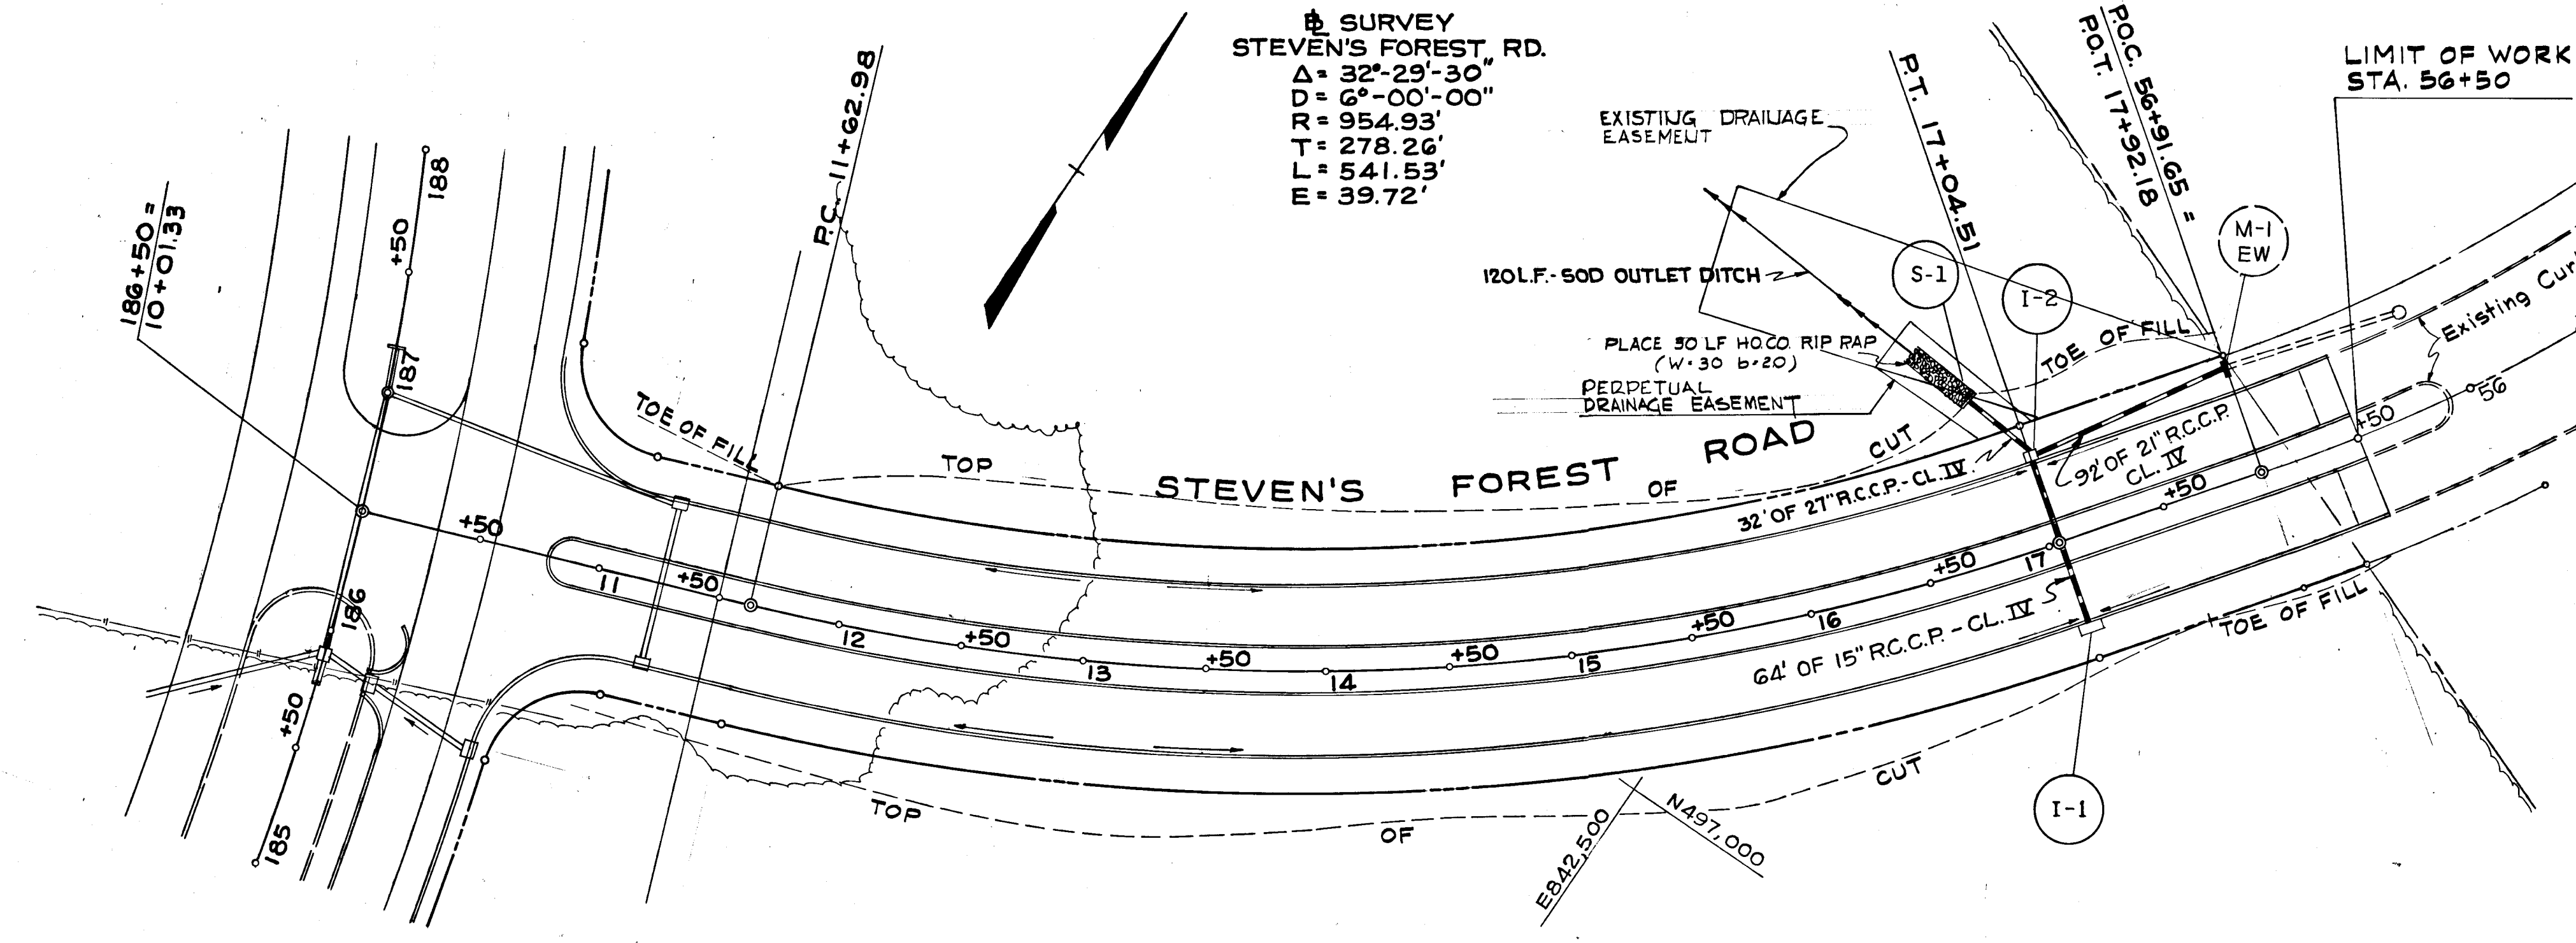 ℄ SURVEY
STEVEN'S FOREST RD.
Δ = 32°-29'-30"
D = 6°-00'-00"
R = 954.93'
T = 278.26'
L = 541.53'
E = 39.72'
P.C. 11+62.98
186+50 =
10+01.33
188
+50
187
186
+50
185
EXISTING DRAINAGE
EASEMENT
P.T. 17+04.51
P.O.C. 56+91.65 =
P.O.T. 17+92.18
LIMIT OF WORK
STA. 56+50
M-1
EW
S-1
I-2
120 L.F.-SOD OUTLET DITCH
PLACE 30 LF HO.CO. RIP RAP
(W=30 b=20)
PERPETUAL
DRAINAGE EASEMENT
TOE OF FILL
Existing Cur
TOE OF FILL
TOP
STEVEN'S FOREST ROAD
OF
CUT
32' OF 27" R.C.C.P.-CL. IV
92' OF 21" R.C.C.P.
CL. IV
+50
11
+50
12
+50
13
+50
14
+50
15
+50
16
+50
17
+50
+50
56
64' OF 15" R.C.C.P. - CL. IV
TOE OF FILL
TOP
OF
CUT
I-1
E842,500
N497,000